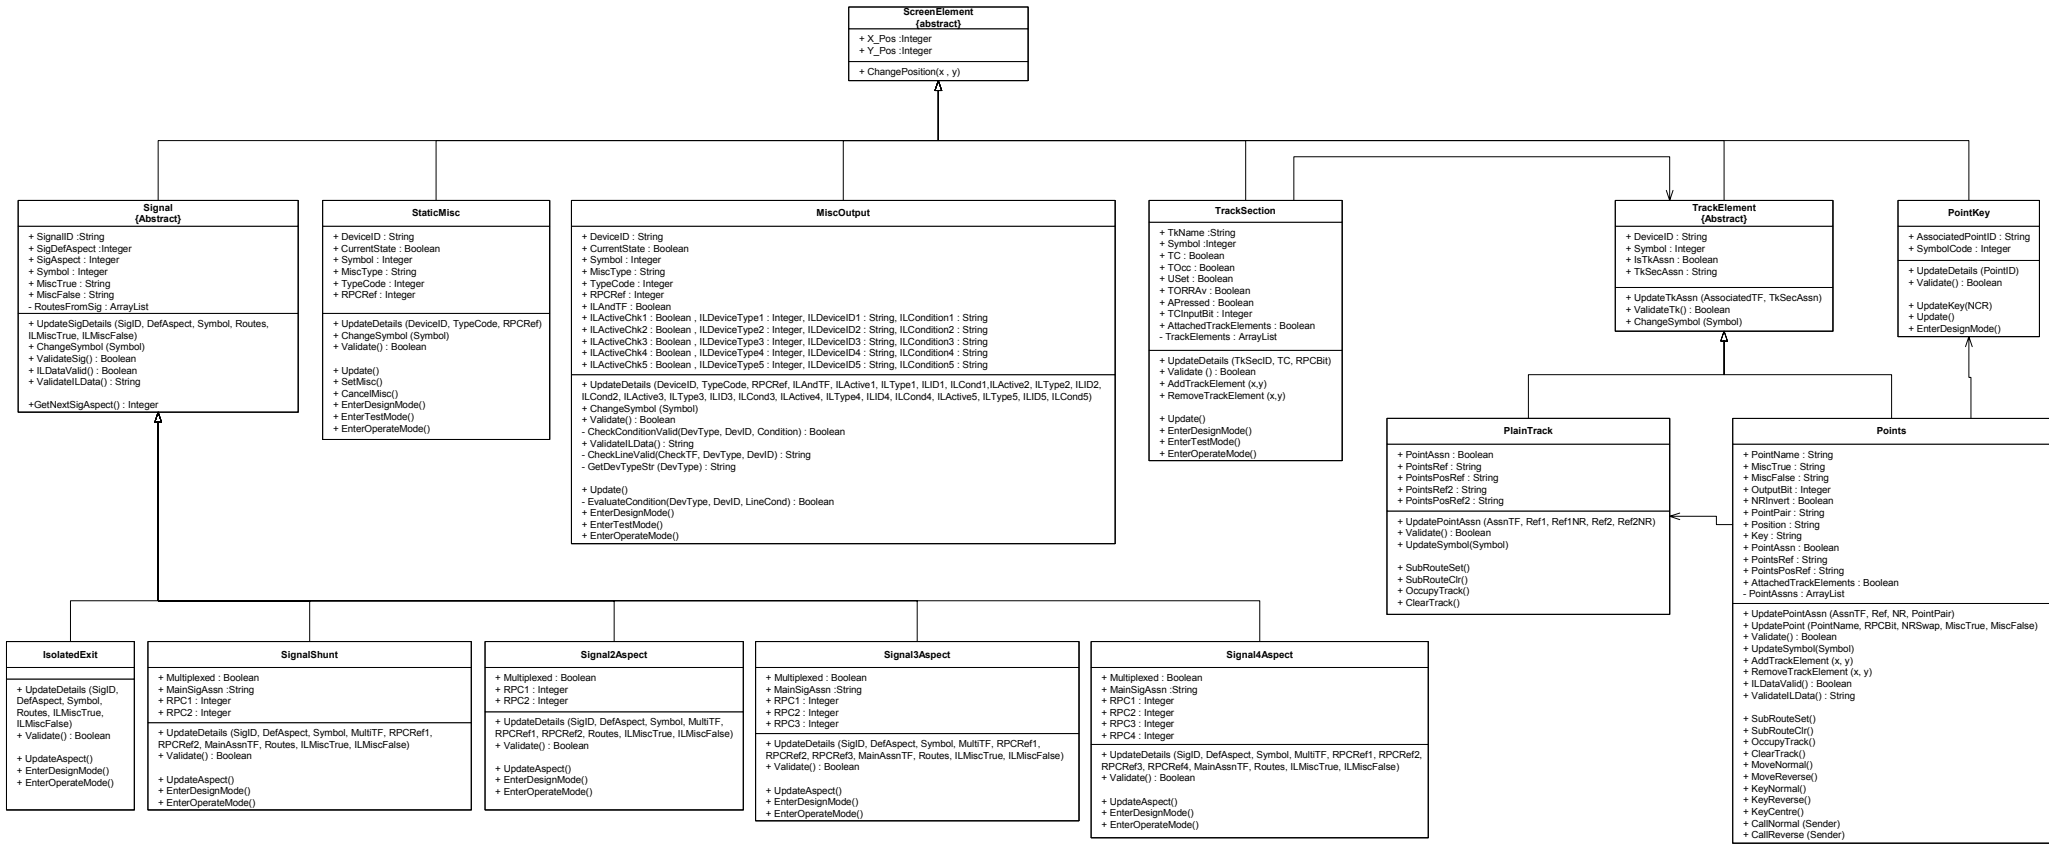 ScreenElement
{abstract}
+ X_Pos :Integer
+ Y_Pos :Integer
+ ChangePosition(x , y)
Signal
{Abstract}
+ SignalID :String
+ SigDefAspect :Integer
+ SigAspect : Integer
+ Symbol : Integer
+ MiscTrue : String
+ MiscFalse : String
- RoutesFromSig : ArrayList
+ UpdateSigDetails (SigID, DefAspect, Symbol, Routes,
ILMiscTrue, ILMiscFalse)
+ ChangeSymbol (Symbol)
+ ValidateSig() : Boolean
+ ILDataValid() : Boolean
+ ValidateILData() : String
+GetNextSigAspect() : Integer
StaticMisc
+ DeviceID : String
+ CurrentState : Boolean
+ Symbol : Integer
+ MiscType : String
+ TypeCode : Integer
+ RPCRef : Integer
+ UpdateDetails (DeviceID, TypeCode, RPCRef)
+ ChangeSymbol (Symbol)
+ Validate() : Boolean
+ Update()
+ SetMisc()
+ CancelMisc()
+ EnterDesignMode()
+ EnterTestMode()
+ EnterOperateMode()
MiscOutput
+ DeviceID : String
+ CurrentState : Boolean
+ Symbol : Integer
+ MiscType : String
+ TypeCode : Integer
+ RPCRef : Integer
+ ILAndTF : Boolean
+ ILActiveChk1 : Boolean , ILDeviceType1 : Integer, ILDeviceID1 : String, ILCondition1 : String
+ ILActiveChk2 : Boolean , ILDeviceType2 : Integer, ILDeviceID2 : String, ILCondition2 : String
+ ILActiveChk3 : Boolean , ILDeviceType3 : Integer, ILDeviceID3 : String, ILCondition3 : String
+ ILActiveChk4 : Boolean , ILDeviceType4 : Integer, ILDeviceID4 : String, ILCondition4 : String
+ ILActiveChk5 : Boolean , ILDeviceType5 : Integer, ILDeviceID5 : String, ILCondition5 : String
+ UpdateDetails (DeviceID, TypeCode, RPCRef, ILAndTF, ILActive1, ILType1, ILID1, ILCond1,ILActive2, ILType2, ILID2,
ILCond2, ILActive3, ILType3, ILID3, ILCond3, ILActive4, ILType4, ILID4, ILCond4, ILActive5, ILType5, ILID5, ILCond5)
+ ChangeSymbol (Symbol)
+ Validate() : Boolean
- CheckConditionValid(DevType, DevID, Condition) : Boolean
+ ValidateILData() : String
- CheckLineValid(CheckTF, DevType, DevID) : String
- GetDevTypeStr (DevType) : String
+ Update()
- EvaluateCondition(DevType, DevID, LineCond) : Boolean
+ EnterDesignMode()
+ EnterTestMode()
+ EnterOperateMode()
TrackSection
+ TkName :String
+ Symbol :Integer
+ TC : Boolean
+ TOcc : Boolean
+ USet : Boolean
+ TORRAv : Boolean
+ APressed : Boolean
+ TCInputBit : Integer
+ AttachedTrackElements : Boolean
- TrackElements : ArrayList
+ UpdateDetails (TkSecID, TC, RPCBit)
+ Validate () : Boolean
+ AddTrackElement (x,y)
+ RemoveTrackElement (x,y)
+ Update()
+ EnterDesignMode()
+ EnterTestMode()
+ EnterOperateMode()
TrackElement
{Abstract}
+ DeviceID : String
+ Symbol : Integer
+ IsTkAssn : Boolean
+ TkSecAssn : String
+ UpdateTkAssn (AssociatedTF, TkSecAssn)
+ ValidateTk() : Boolean
+ ChangeSymbol (Symbol)
PointKey
+ AssociatedPointID : String
+ SymbolCode : Integer
+ UpdateDetails (PointID)
+ Validate() : Boolean
+ UpdateKey(NCR)
+ Update()
+ EnterDesignMode()
PlainTrack
+ PointAssn : Boolean
+ PointsRef : String
+ PointsPosRef : String
+ PointsRef2 : String
+ PointsPosRef2 : String
+ UpdatePointAssn (AssnTF, Ref1, Ref1NR, Ref2, Ref2NR)
+ Validate() : Boolean
+ UpdateSymbol(Symbol)
+ SubRouteSet()
+ SubRouteClr()
+ OccupyTrack()
+ ClearTrack()
Points
+ PointName : String
+ MiscTrue : String
+ MiscFalse : String
+ OutputBit : Integer
+ NRInvert : Boolean
+ PointPair : String
+ Position : String
+ Key : String
+ PointAssn : Boolean
+ PointsRef : String
+ PointsPosRef : String
+ AttachedTrackElements : Boolean
- PointAssns : ArrayList
+ UpdatePointAssn (AssnTF, Ref, NR, PointPair)
+ UpdatePoint (PointName, RPCBit, NRSwap, MiscTrue, MiscFalse)
+ Validate() : Boolean
+ UpdateSymbol(Symbol)
+ AddTrackElement (x, y)
+ RemoveTrackElement (x, y)
+ ILDataValid() : Boolean
+ ValidateILData() : String
+ SubRouteSet()
+ SubRouteClr()
+ OccupyTrack()
+ ClearTrack()
+ MoveNormal()
+ MoveReverse()
+ KeyNormal()
+ KeyReverse()
+ KeyCentre()
+ CallNormal (Sender)
+ CallReverse (Sender)
IsolatedExit
+ UpdateDetails (SigID,
DefAspect, Symbol,
Routes, ILMiscTrue,
ILMiscFalse)
+ Validate() : Boolean
+ UpdateAspect()
+ EnterDesignMode()
+ EnterOperateMode()
SignalShunt
+ Multiplexed : Boolean
+ MainSigAssn :String
+ RPC1 : Integer
+ RPC2 : Integer
+ UpdateDetails (SigID, DefAspect, Symbol, MultiTF, RPCRef1,
RPCRef2, MainAssnTF, Routes, ILMiscTrue, ILMiscFalse)
+ Validate() : Boolean
+ UpdateAspect()
+ EnterDesignMode()
+ EnterOperateMode()
Signal2Aspect
+ Multiplexed : Boolean
+ RPC1 : Integer
+ RPC2 : Integer
+ UpdateDetails (SigID, DefAspect, Symbol, MultiTF,
RPCRef1, RPCRef2, Routes, ILMiscTrue, ILMiscFalse)
+ Validate() : Boolean
+ UpdateAspect()
+ EnterDesignMode()
+ EnterOperateMode()
Signal3Aspect
+ Multiplexed : Boolean
+ MainSigAssn :String
+ RPC1 : Integer
+ RPC2 : Integer
+ RPC3 : Integer
+ UpdateDetails (SigID, DefAspect, Symbol, MultiTF, RPCRef1,
RPCRef2, RPCRef3, MainAssnTF, Routes, ILMiscTrue, ILMiscFalse)
+ Validate() : Boolean
+ UpdateAspect()
+ EnterDesignMode()
+ EnterOperateMode()
Signal4Aspect
+ Multiplexed : Boolean
+ MainSigAssn :String
+ RPC1 : Integer
+ RPC2 : Integer
+ RPC3 : Integer
+ RPC4 : Integer
+ UpdateDetails (SigID, DefAspect, Symbol, MultiTF, RPCRef1, RPCRef2,
RPCRef3, RPCRef4, MainAssnTF, Routes, ILMiscTrue, ILMiscFalse)
+ Validate() : Boolean
+ UpdateAspect()
+ EnterDesignMode()
+ EnterOperateMode()